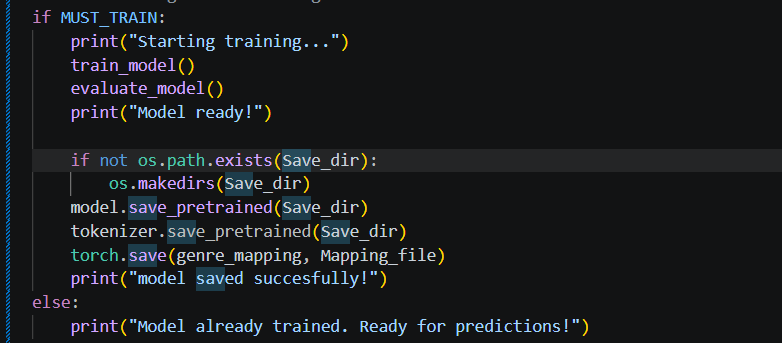 if MUST_TRAIN:
    print("Starting training...")
    train_model()
    evaluate_model()
    print("Model ready!")

    if not os.path.exists(Save_dir):
        os.makedirs(Save_dir)
    model.save_pretrained(Save_dir)
    tokenizer.save_pretrained(Save_dir)
    torch.save(genre_mapping, Mapping_file)
    print("model saved succesfully!")
else:
    print("Model already trained. Ready for predictions!")